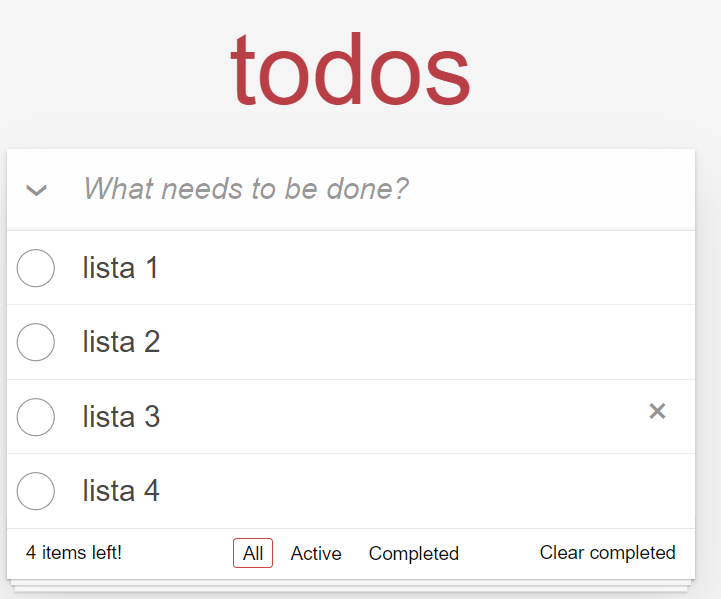 todos
What needs to be done?
lista 1
lista 2
lista 3
lista 4
4 items left! All Active Completed Clear completed